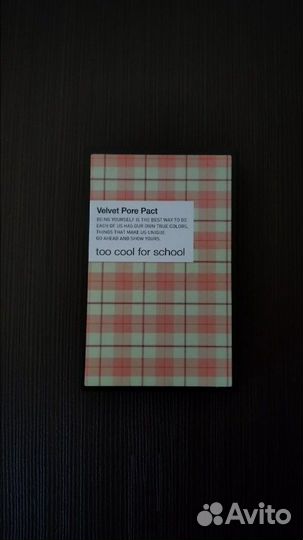 Velvet Pore Pact
BEING YOURSELF IS THE BEST WAY TO BE
EACH OF US HAS OUR OWN TRUE COLORS,
THINGS THAT MAKE US UNIQUE
GO AHEAD AND SHOW YOURS.
too cool for school
Avito